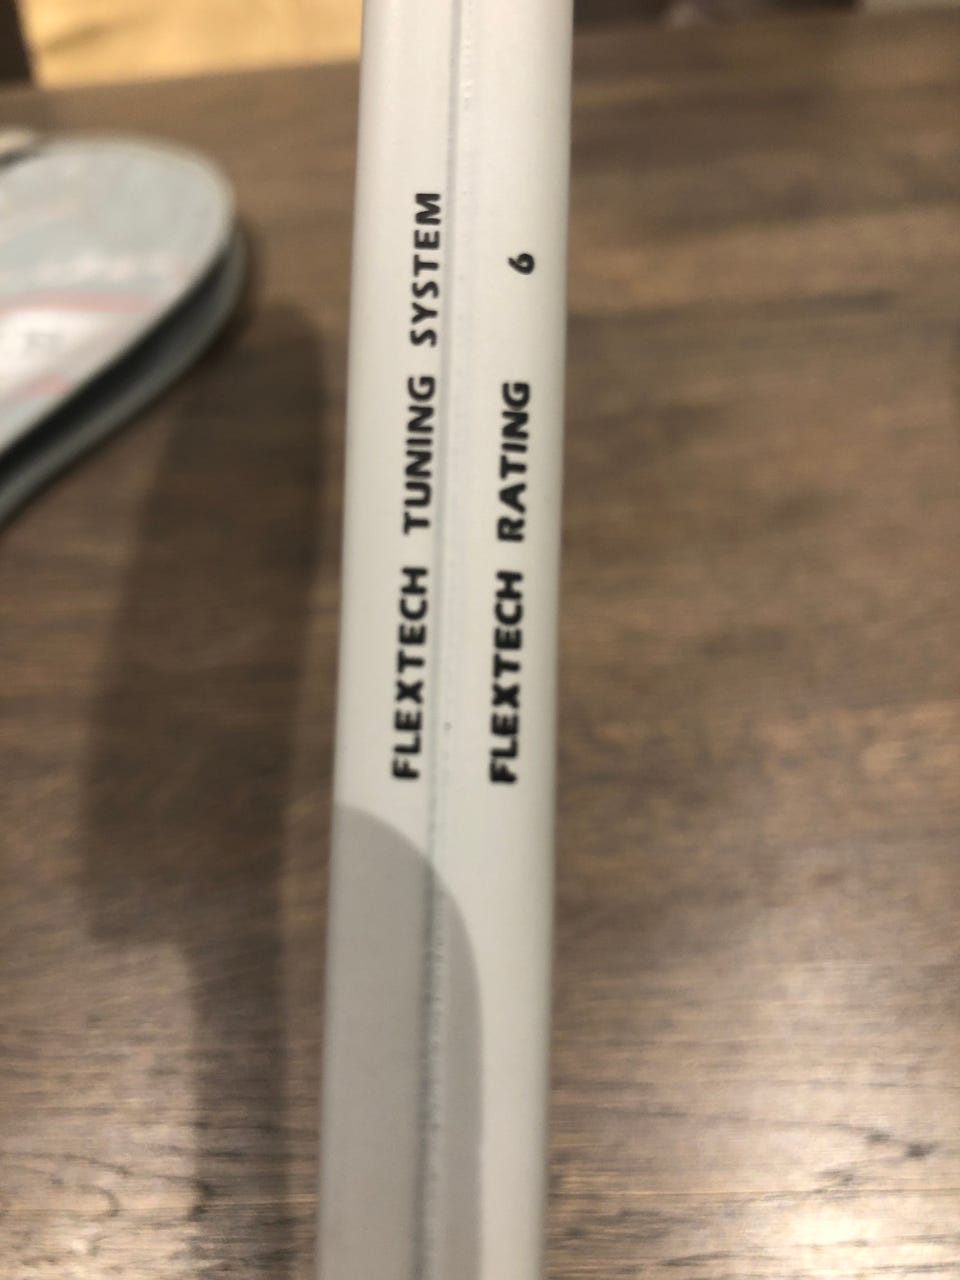 FLEXTECH TUNING SYSTEM
FLEXTECH RATING 6